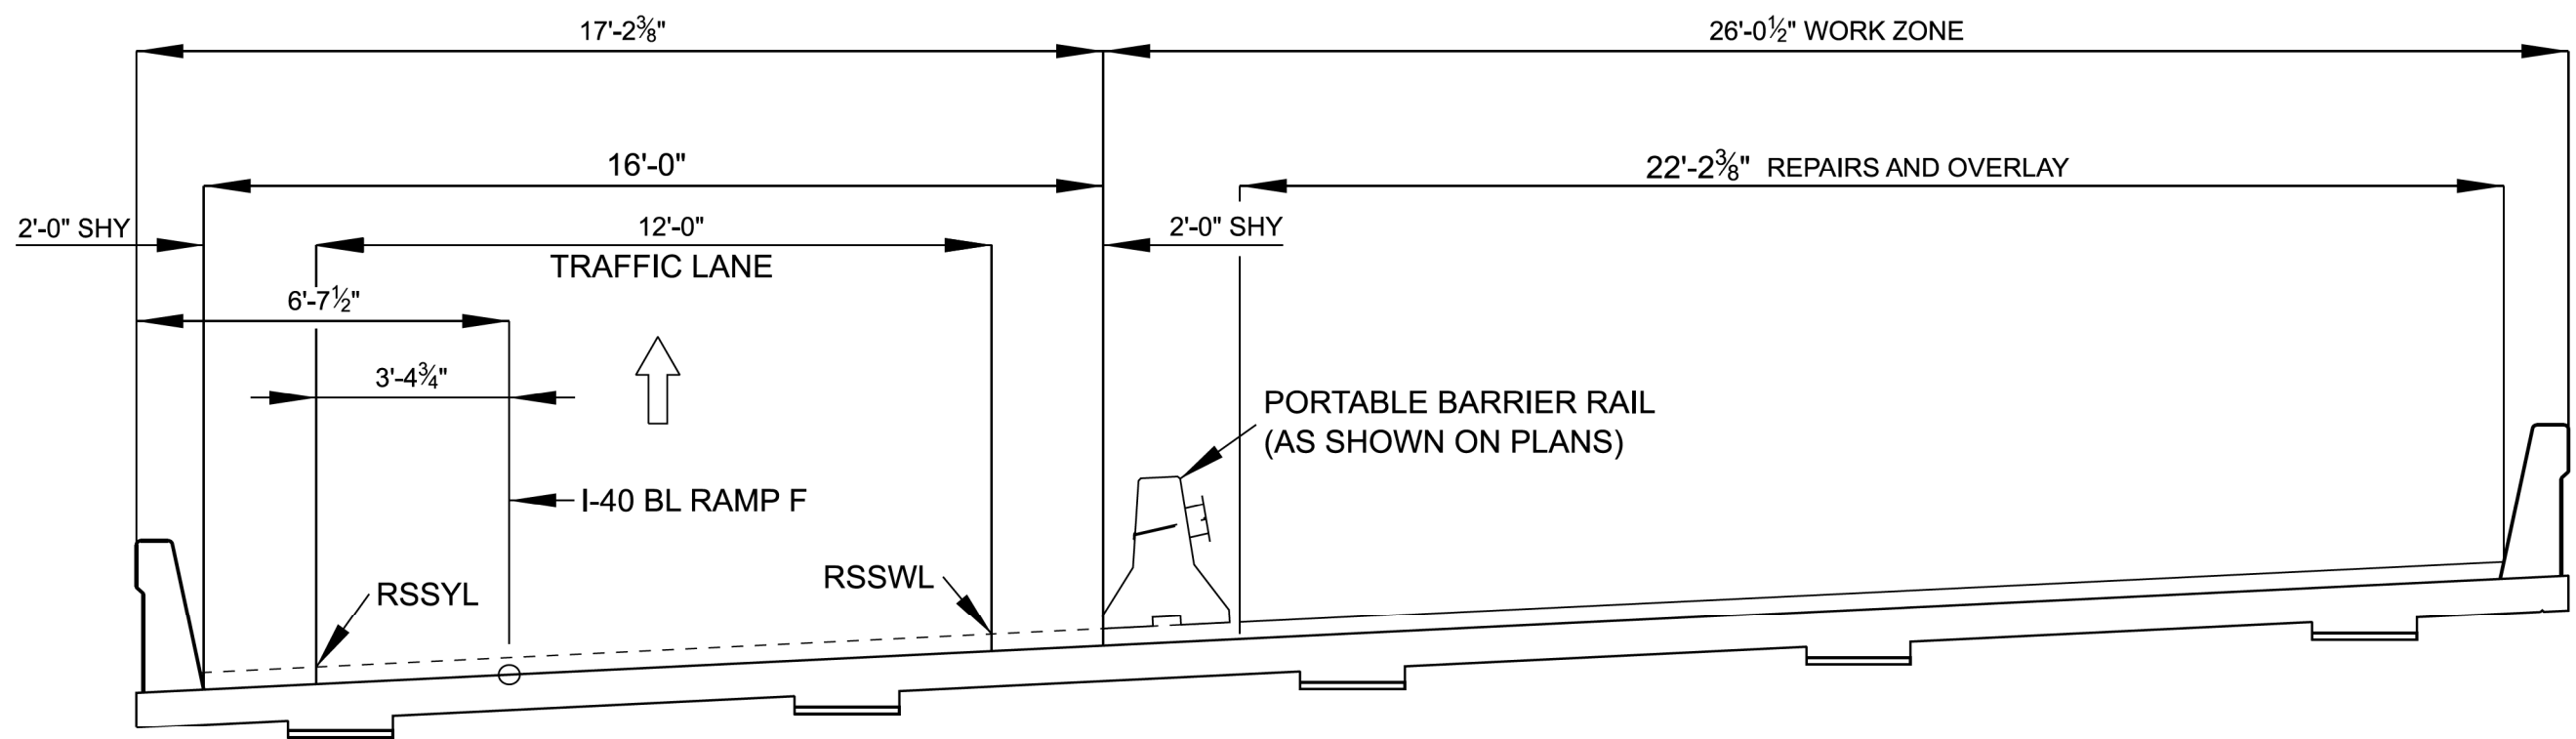 17'-2⅜"
26'-0½" WORK ZONE
16'-0"
22'-2⅜" REPAIRS AND OVERLAY
2'-0" SHY
12'-0"
2'-0" SHY
TRAFFIC LANE
6'-7½"
3'-4¾"
PORTABLE BARRIER RAIL
(AS SHOWN ON PLANS)
I-40 BL RAMP F
RSSWL
RSSYL